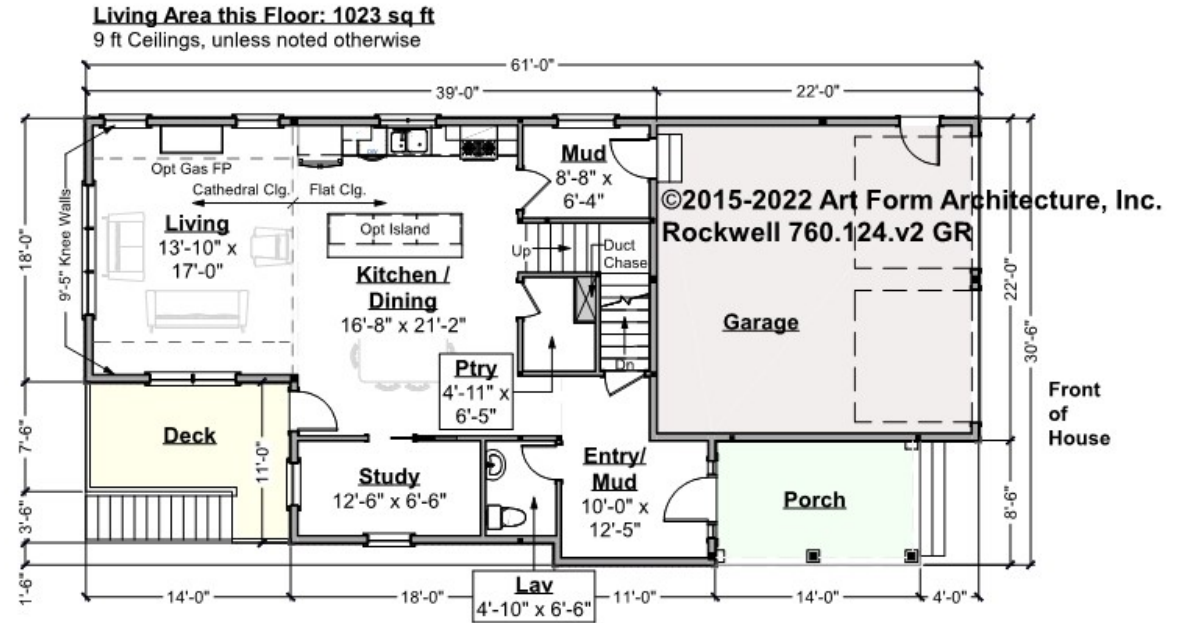 Living Area this Floor: 1023 sq ft
9 ft Ceilings, unless noted otherwise
61'-0"
39'-0"
22'-0"
Opt Gas FP
Cathedral Clg.
Flat Clg.
9'-5" Knee Walls
Living
13'-10" x
17'-0"
DW
Opt Island
Kitchen /
Dining
16'-8" x 21'-2"
Mud
8'-8" x
6'-4"
Up
Duct
Chase
Dn
Ptry
4'-11" x
6'-5"
©2015-2022 Art Form Architecture, Inc.
Rockwell 760.124.v2 GR
Garage
18'-0"
22'-0"
30'-6"
Front
of
House
Deck
11'-0"
7'-6"
3'-6"
1'-6"
Study
12'-6" x 6'-6"
Entry/
Mud
10'-0" x
12'-5"
Porch
8'-6"
Lav
4'-10" x 6'-6"
14'-0"
18'-0"
11'-0"
14'-0"
4'-0"